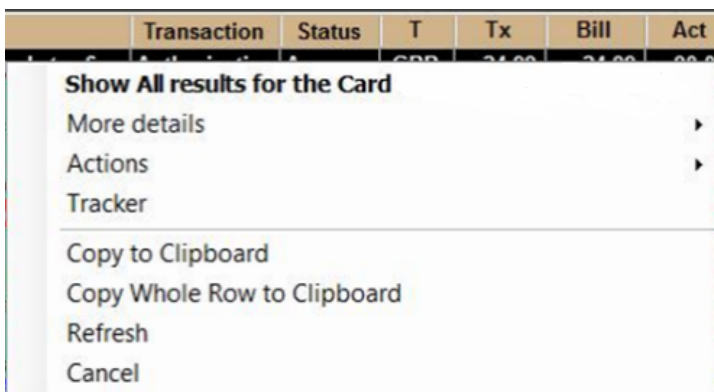 Transaction Status T Tx Bill Act
Show All results for the Card
More details
Actions
Tracker
Copy to Clipboard
Copy Whole Row to Clipboard
Refresh
Cancel